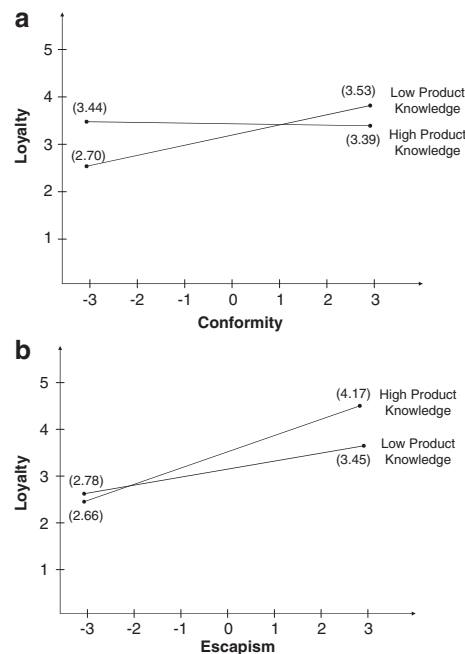 a
5
(3.53)
Low Product
Knowledge
4
(3.44)
Loyalty
High Product
Knowledge
(3.39)
3
(2.70)
2
1
-3 -2 -1 0 1 2 3
Conformity
b
5
(4.17)
High Product
Knowledge
4
Low Product
Knowledge
(3.45)
Loyalty
3
(2.78)
(2.66)
2
1
-3 -2 -1 0 1 2 3
Escapism